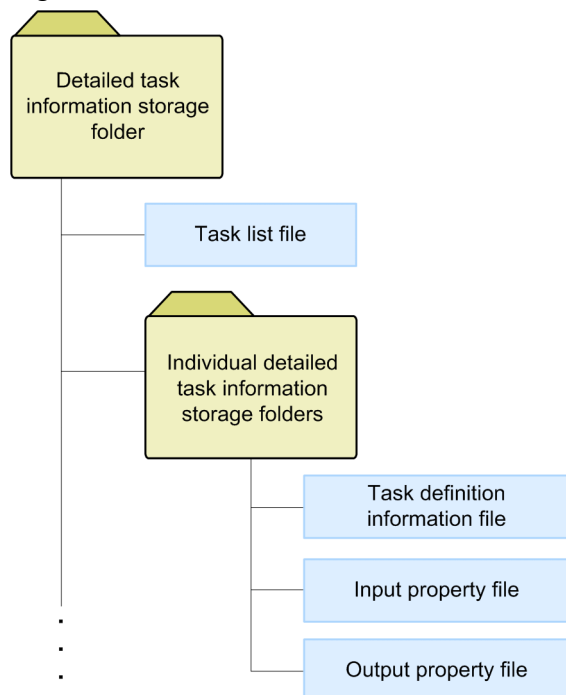 Detailed task
information storage
folder
Task list file
Individual detailed
task information
storage folders
Task definition
information file
Input property file
Output property file